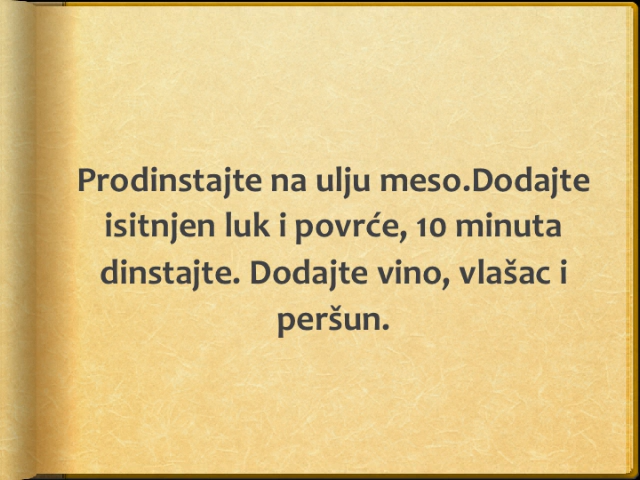 Prodinstajte na ulju meso.Dodajte
isitnjen luk i povrće, 10 minuta
dinstajte. Dodajte vino, vlašac i
peršun.